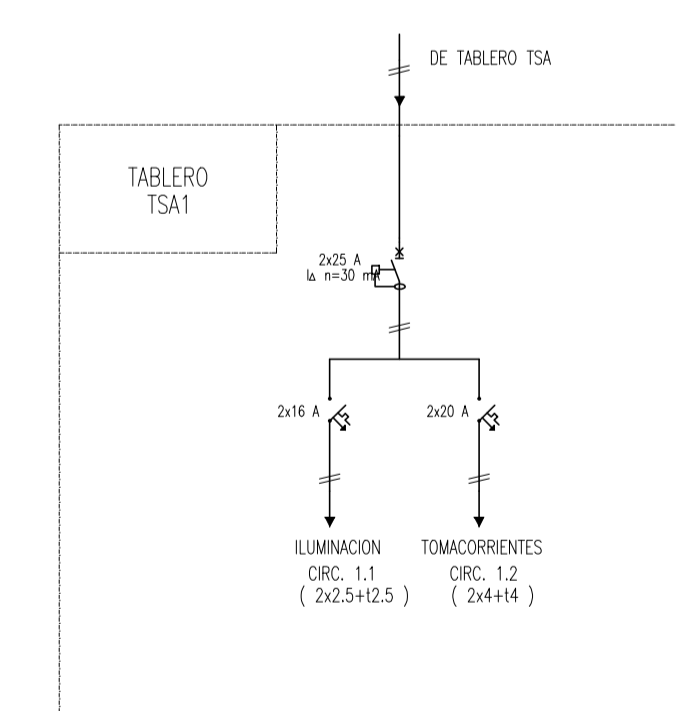 DE TABLERO TSA
TABLERO
TSA1
2x25 A
I∆ n=30 mA
2x16 A
2x20 A
ILUMINACION
CIRC. 1.1
( 2x2.5+t2.5 )
TOMACORRIENTES
CIRC. 1.2
( 2x4+t4 )